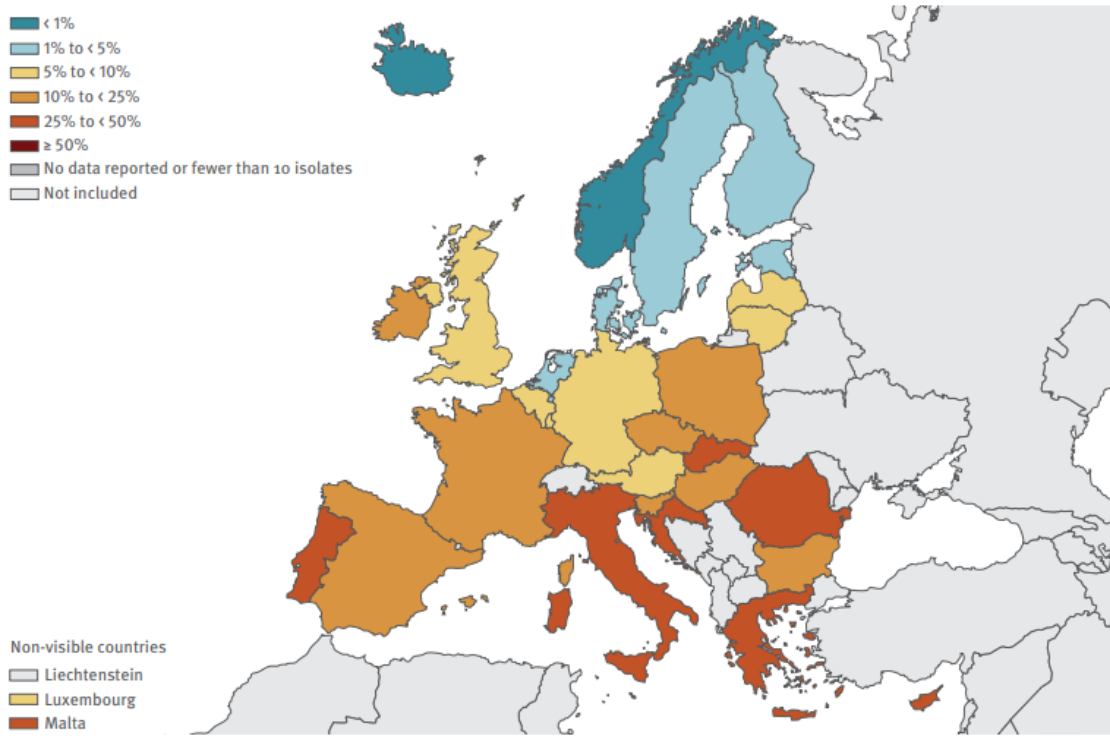 < 1%
1% to < 5%
5% to < 10%
10% to < 25%
25% to < 50%
≥ 50%
No data reported or fewer than 10 isolates
Not included
Non-visible countries
Liechtenstein
Luxembourg
Malta